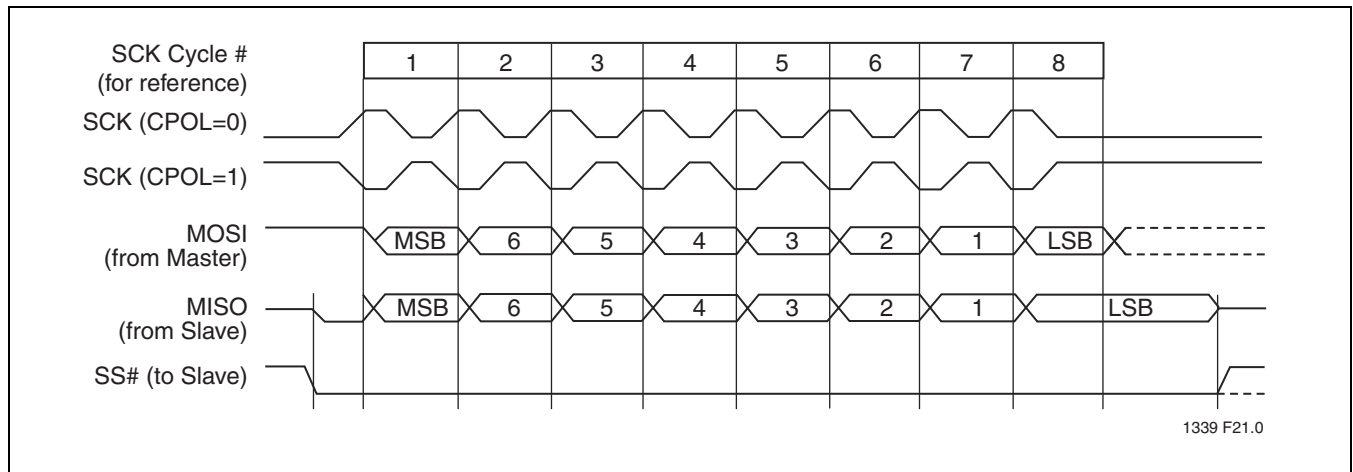 SCK Cycle #
(for reference)
1 2 3 4 5 6 7 8
SCK (CPOL=0)
SCK (CPOL=1)
MOSI
(from Master)
MSB 6 5 4 3 2 1 LSB
MISO
(from Slave)
MSB 6 5 4 3 2 1 LSB
SS# (to Slave)
1339 F21.0